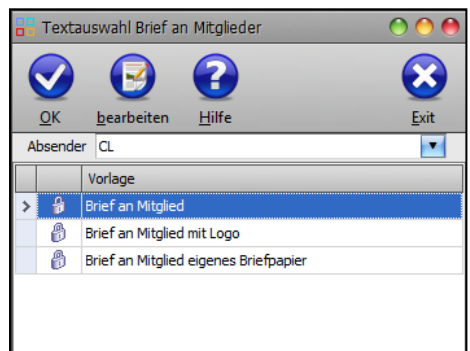 Textauswahl Brief an Mitglieder
OK bearbeiten Hilfe Exit
Absender CL
Vorlage
Brief an Mitglied
Brief an Mitglied mit Logo
Brief an Mitglied eigenes Briefpapier